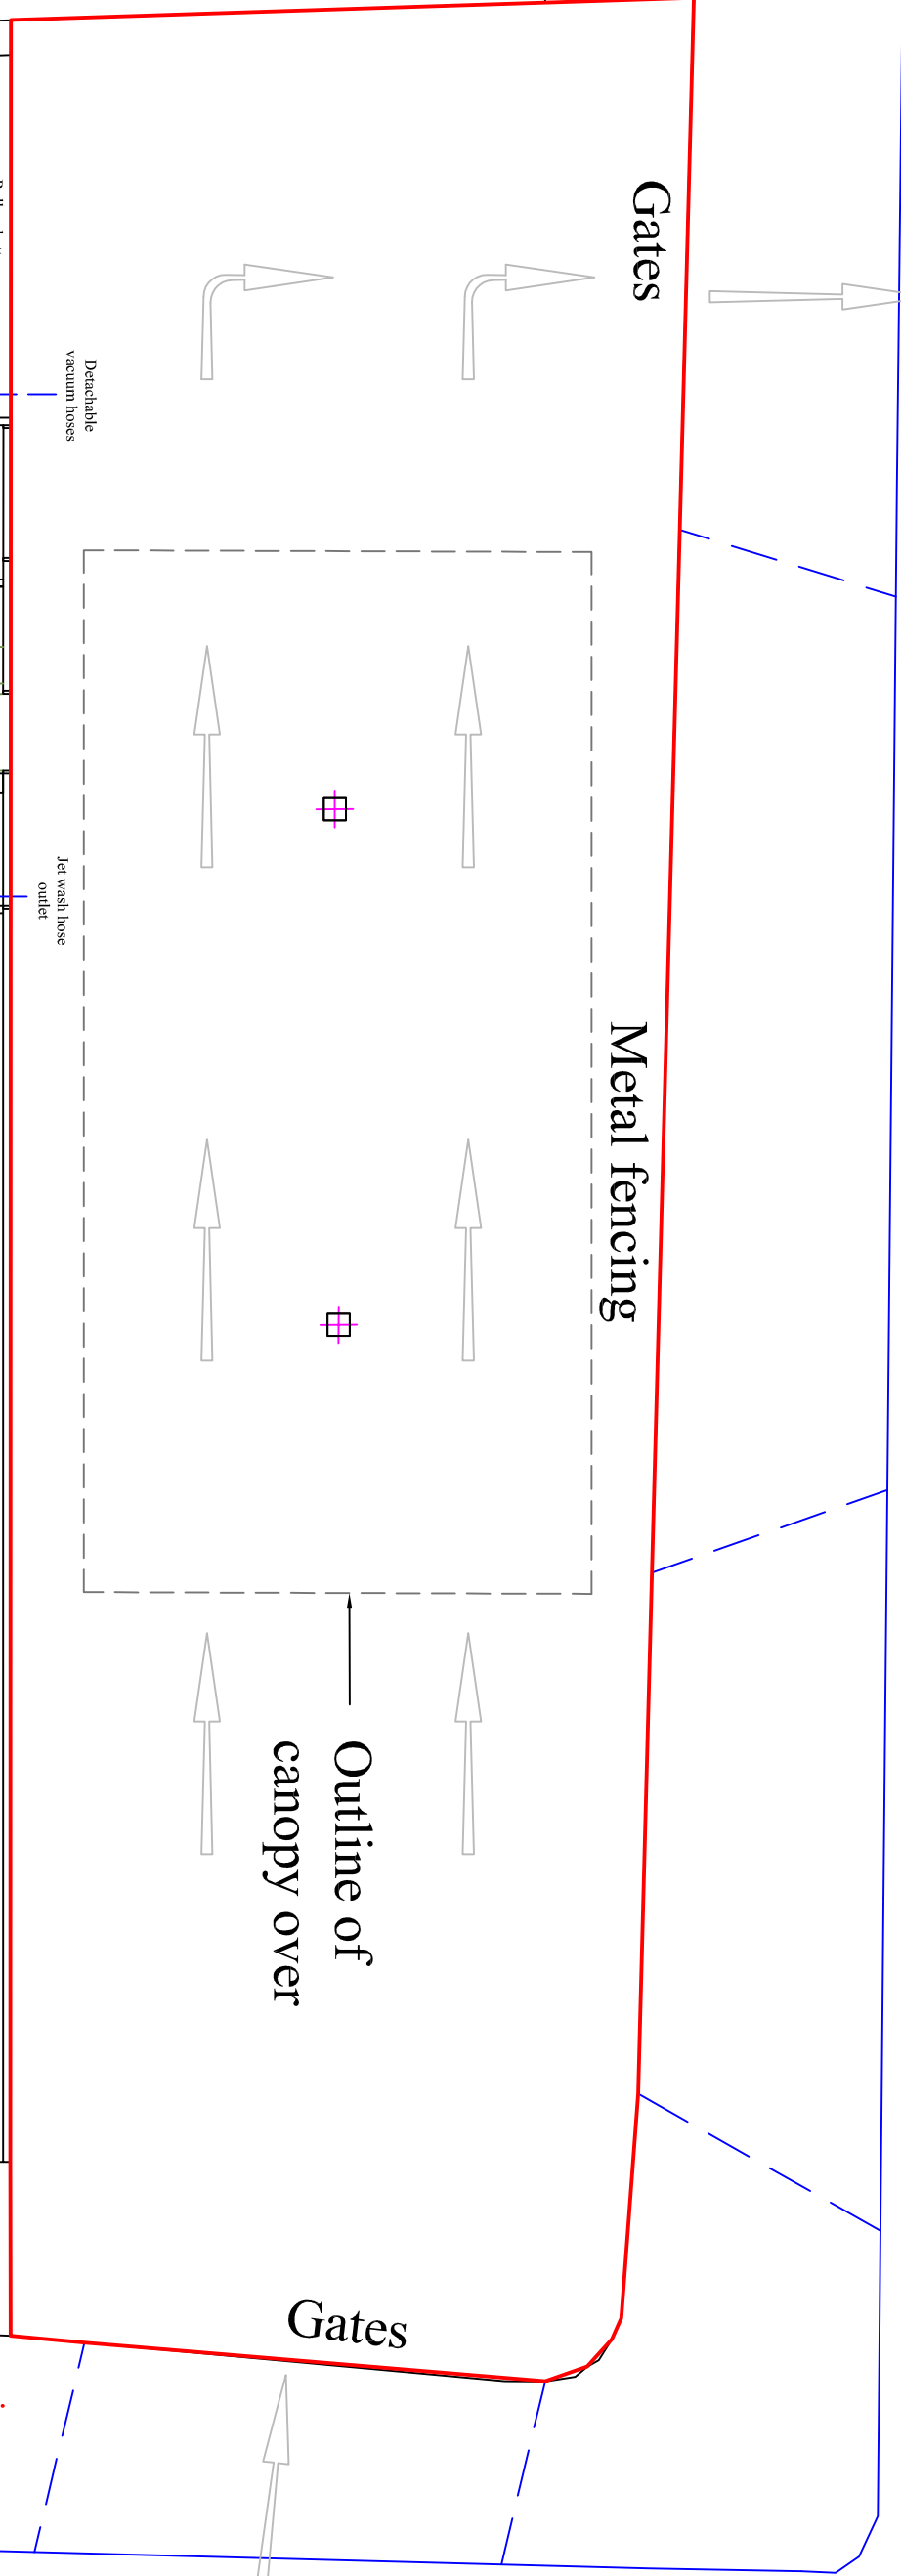 Gates
Detachable
vacuum hoses
Jet wash hose
outlet
Metal fencing
Outline of
canopy over
Gates